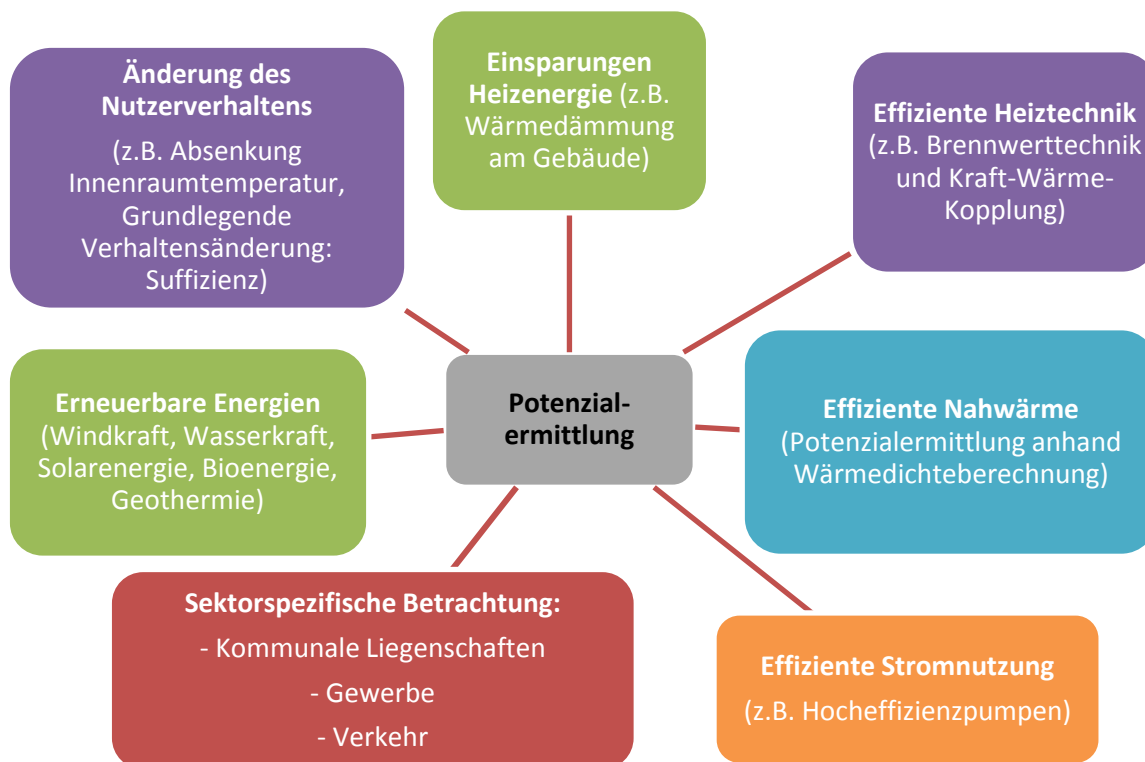 Änderung des
Nutzerverhaltens
(z.B. Absenkung
Innenraumtemperatur,
Grundlegende
Verhaltensänderung:
Suffizienz)
Einsparungen
Heizenergie (z.B.
Wärmedämmung
am Gebäude)
Effiziente Heiztechnik
(z.B. Brennwerttechnik
und Kraft-Wärme-
Kopplung)
Erneuerbare Energien
(Windkraft, Wasserkraft,
Solarenergie, Bioenergie,
Geothermie)
Potenzial-
ermittlung
Effiziente Nahwärme
(Potenzialermittlung anhand
Wärmedichteberechnung)
Sektorspezifische Betrachtung:
- Kommunale Liegenschaften
- Gewerbe
- Verkehr
Effiziente Stromnutzung
(z.B. Hocheffizienzpumpen)